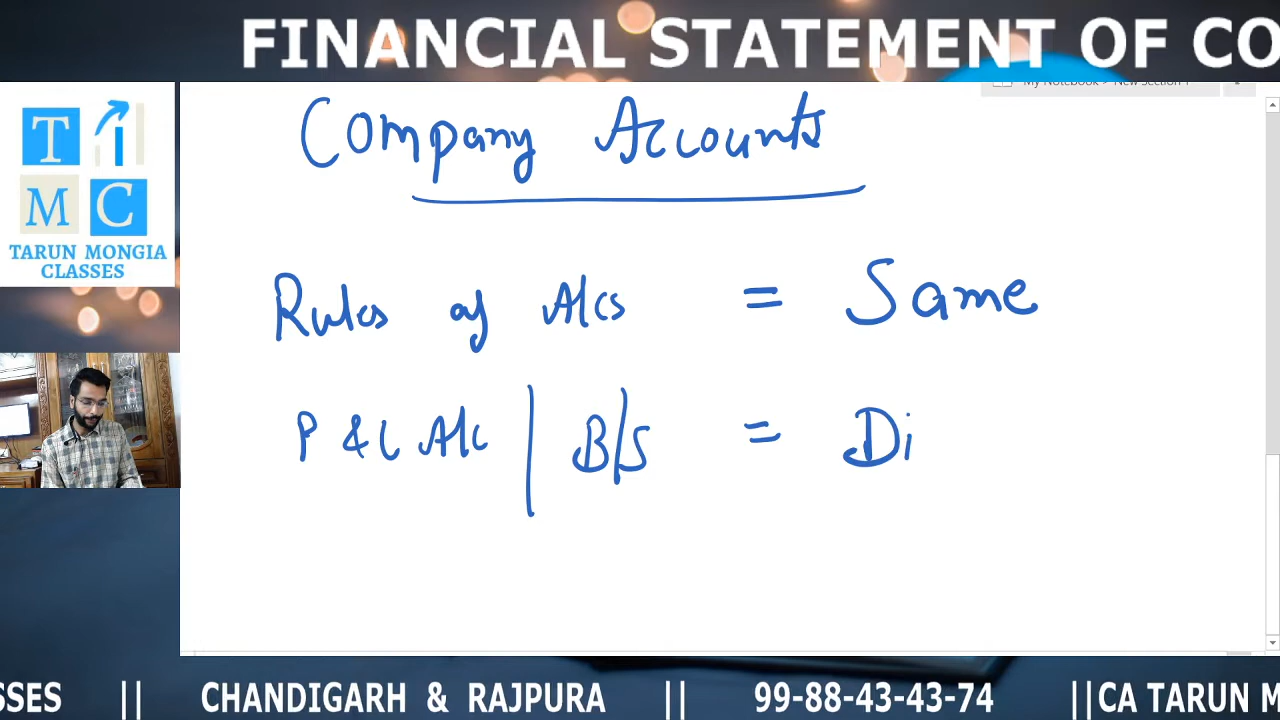 FINANCIAL STATEMENT OF CO
Company Accounts
Rules of A/cs = Same
P & L A/c | B/S = Di
T
M C
TARUN MONGIA
CLASSES
SSES || CHANDIGARH & RAJPURA || 99-88-43-43-74 ||CA TARUN M